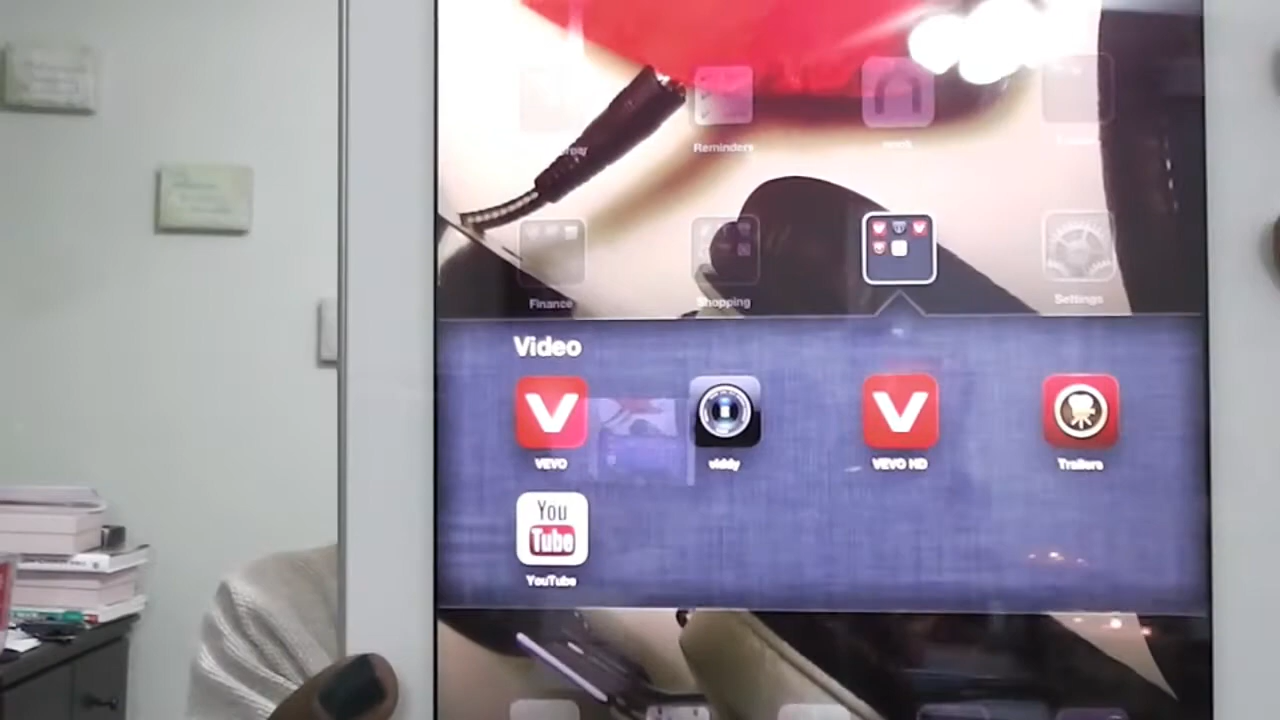 Reminders
Finance
Shopping
Settings
Video
VEVO
viddy
VEVO HD
Trailers
You
Tube
YouTube